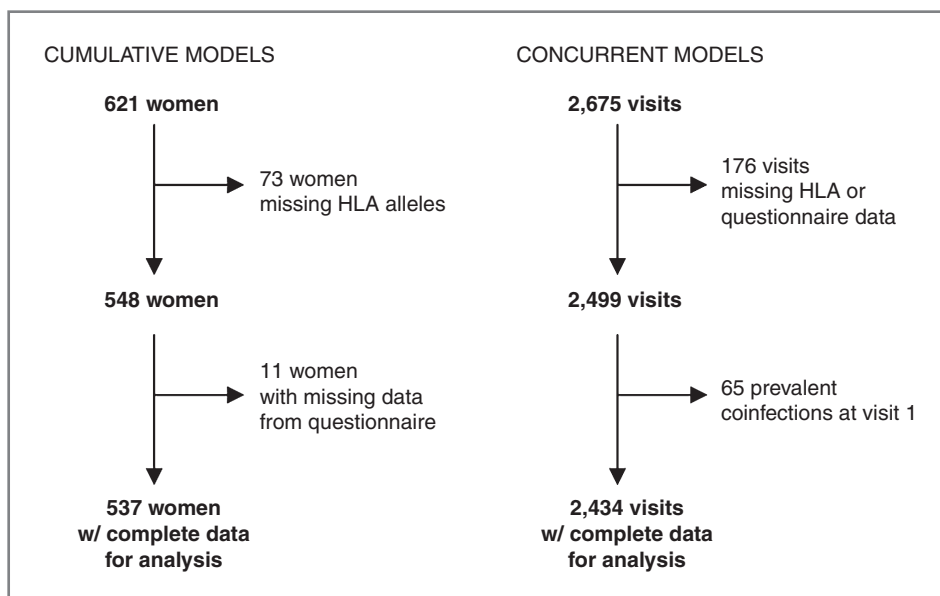 CUMULATIVE MODELS
621 women
73 women
missing HLA alleles
548 women
11 women
with missing data
from questionnaire
537 women
w/ complete data
for analysis
CONCURRENT MODELS
2,675 visits
176 visits
missing HLA or
questionnaire data
2,499 visits
65 prevalent
coinfections at visit 1
2,434 visits
w/ complete data
for analysis